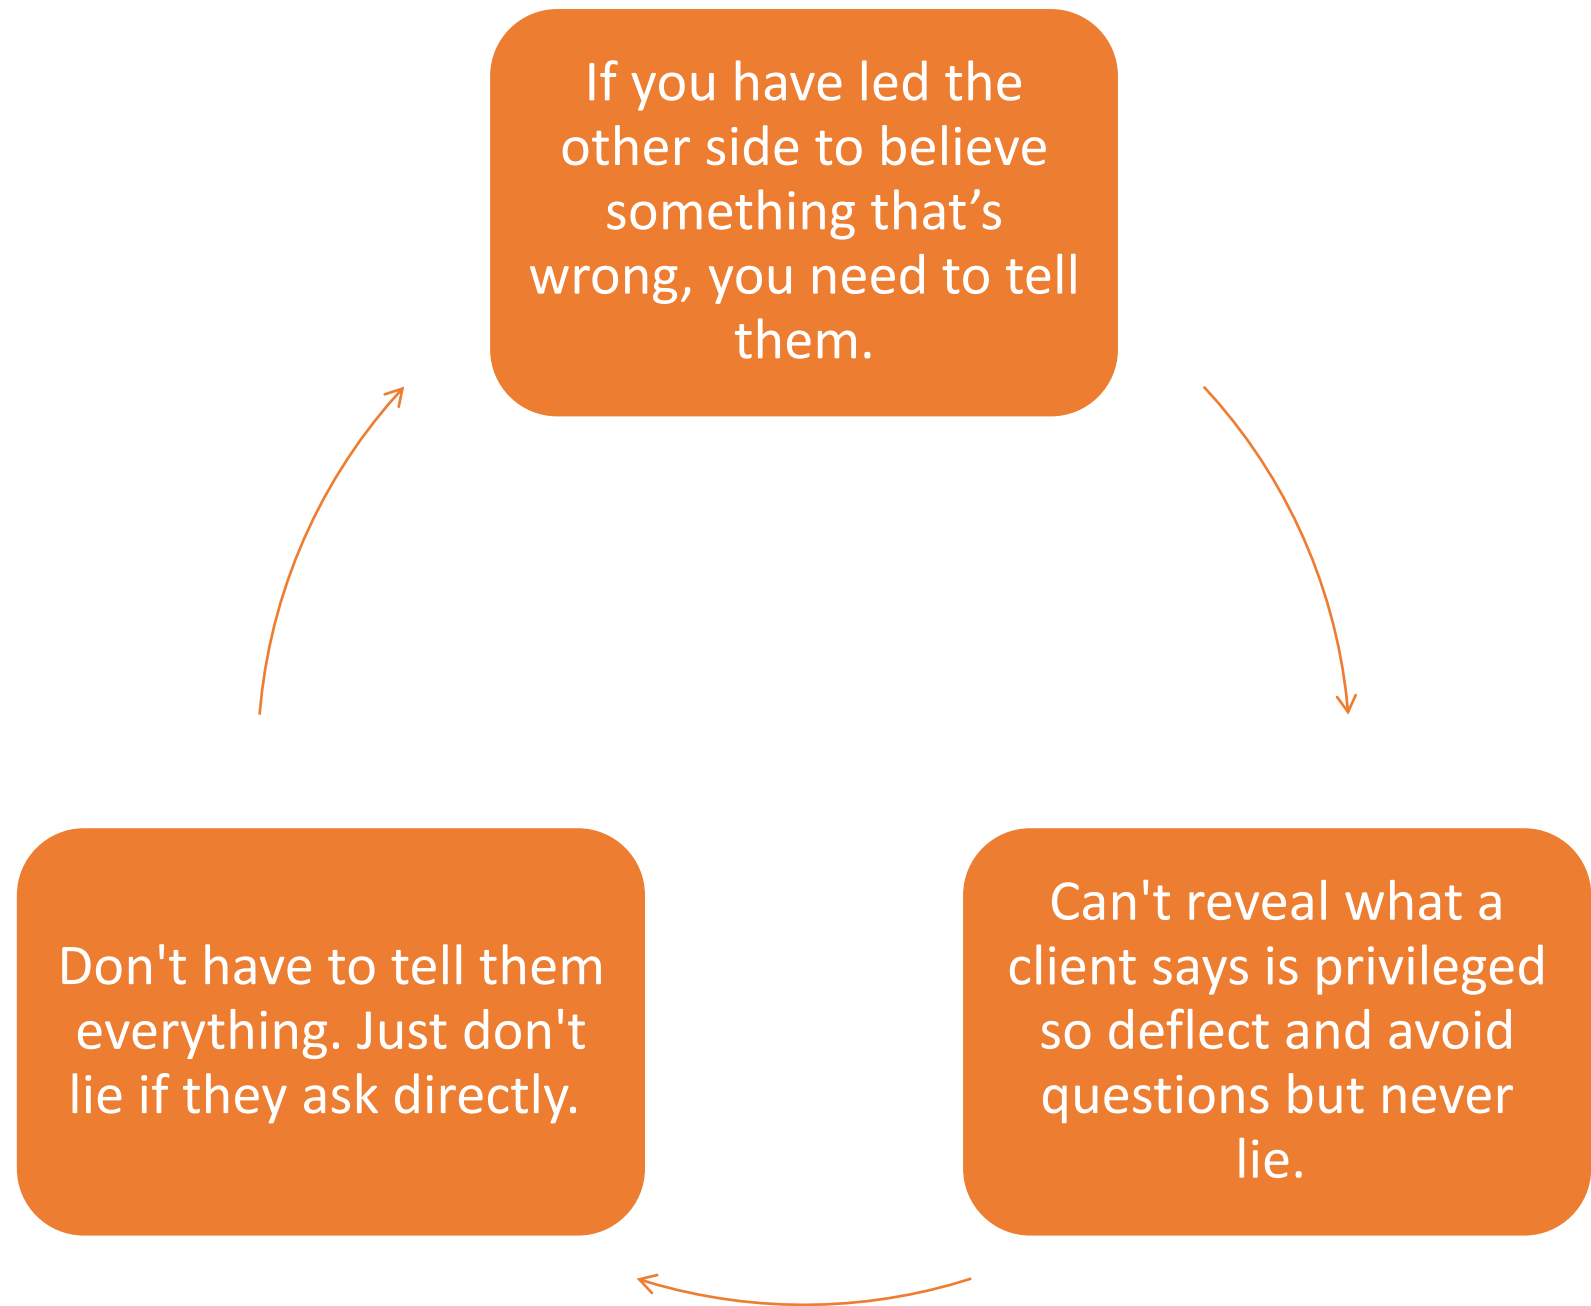 If you have led the
other side to believe
something that’s
wrong, you need to tell
them.
Can't reveal what a
client says is privileged
so deflect and avoid
questions but never
lie.
Don't have to tell them
everything. Just don't
lie if they ask directly.